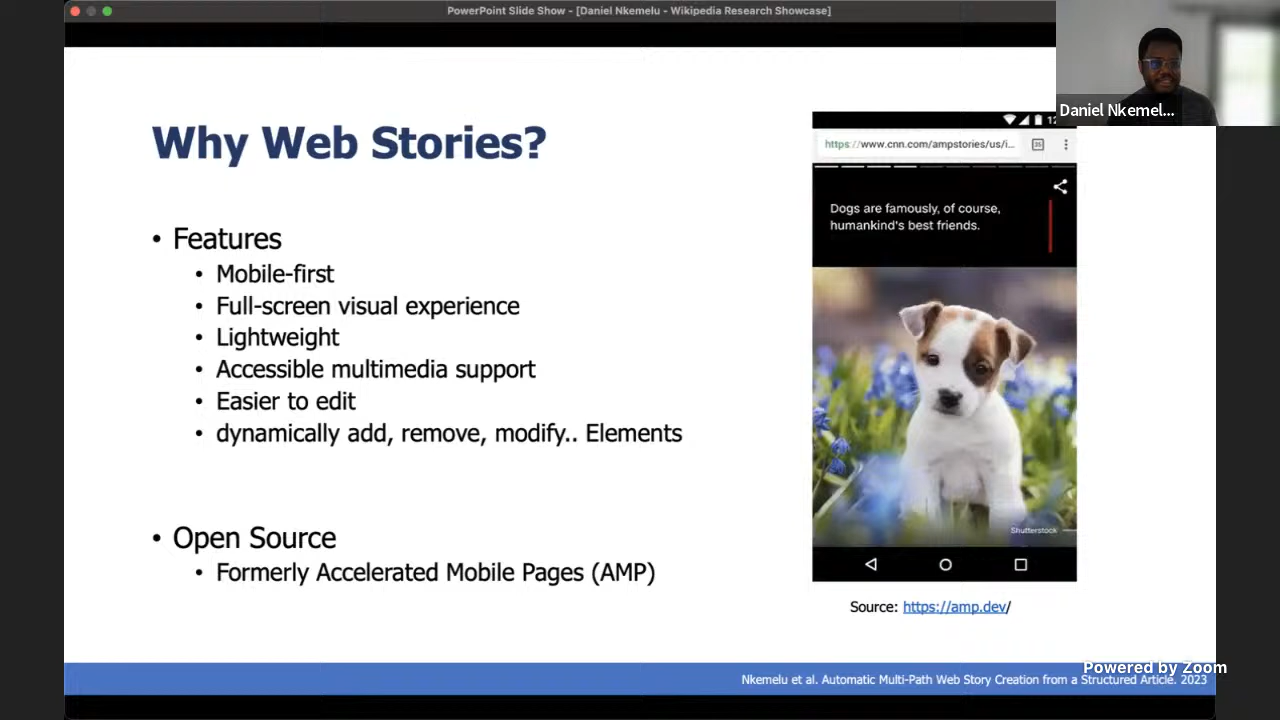 PowerPoint Slide Show - [Daniel Nkemelu - Wikipedia Research Showcase]
Daniel Nkemel...
Why Web Stories?
• Features
• Mobile-first
• Full-screen visual experience
• Lightweight
• Accessible multimedia support
• Easier to edit
• dynamically add, remove, modify.. Elements
• Open Source
• Formerly Accelerated Mobile Pages (AMP)
https://www.cnn.com/ampstories/us/i...
Dogs are famously, of course,
humankind's best friends.
Shutterstock
Source: https://amp.dev/
Powered by Zoom
Nkemelu et al. Automatic Multi-Path Web Story Creation from a Structured Article. 2023